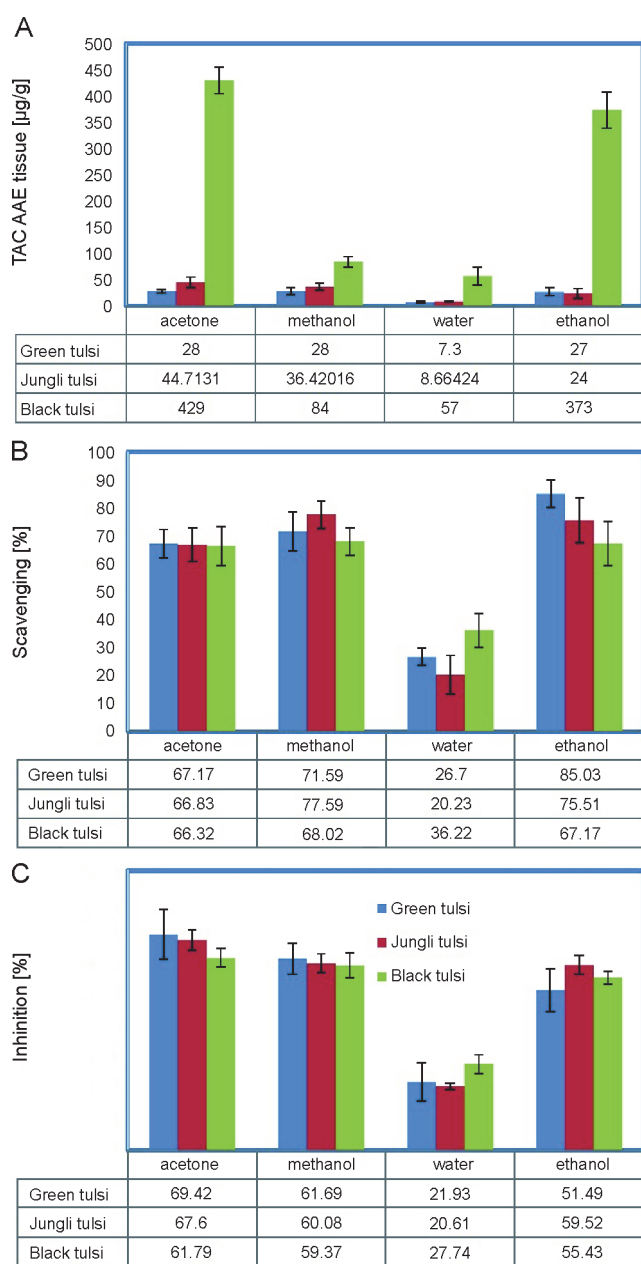 A
TAC AAE tissue [µg/g]
500
450
400
350
300
250
200
150
100
50
0
acetone methanol water ethanol
Green tulsi 28 28 7.3 27
Jungli tulsi 44.7131 36.42016 8.66424 24
Black tulsi 429 84 57 373
B
Scavenging [%]
100
90
80
70
60
50
40
30
20
10
0
acetone methanol water ethanol
Green tulsi 67.17 71.59 26.7 85.03
Jungli tulsi 66.83 77.59 20.23 75.51
Black tulsi 66.32 68.02 36.22 67.17
C
Inhinition [%]
Green tulsi
Jungli tulsi
Black tulsi
acetone methanol water ethanol
Green tulsi 69.42 61.69 21.93 51.49
Jungli tulsi 67.6 60.08 20.61 59.52
Black tulsi 61.79 59.37 27.74 55.43